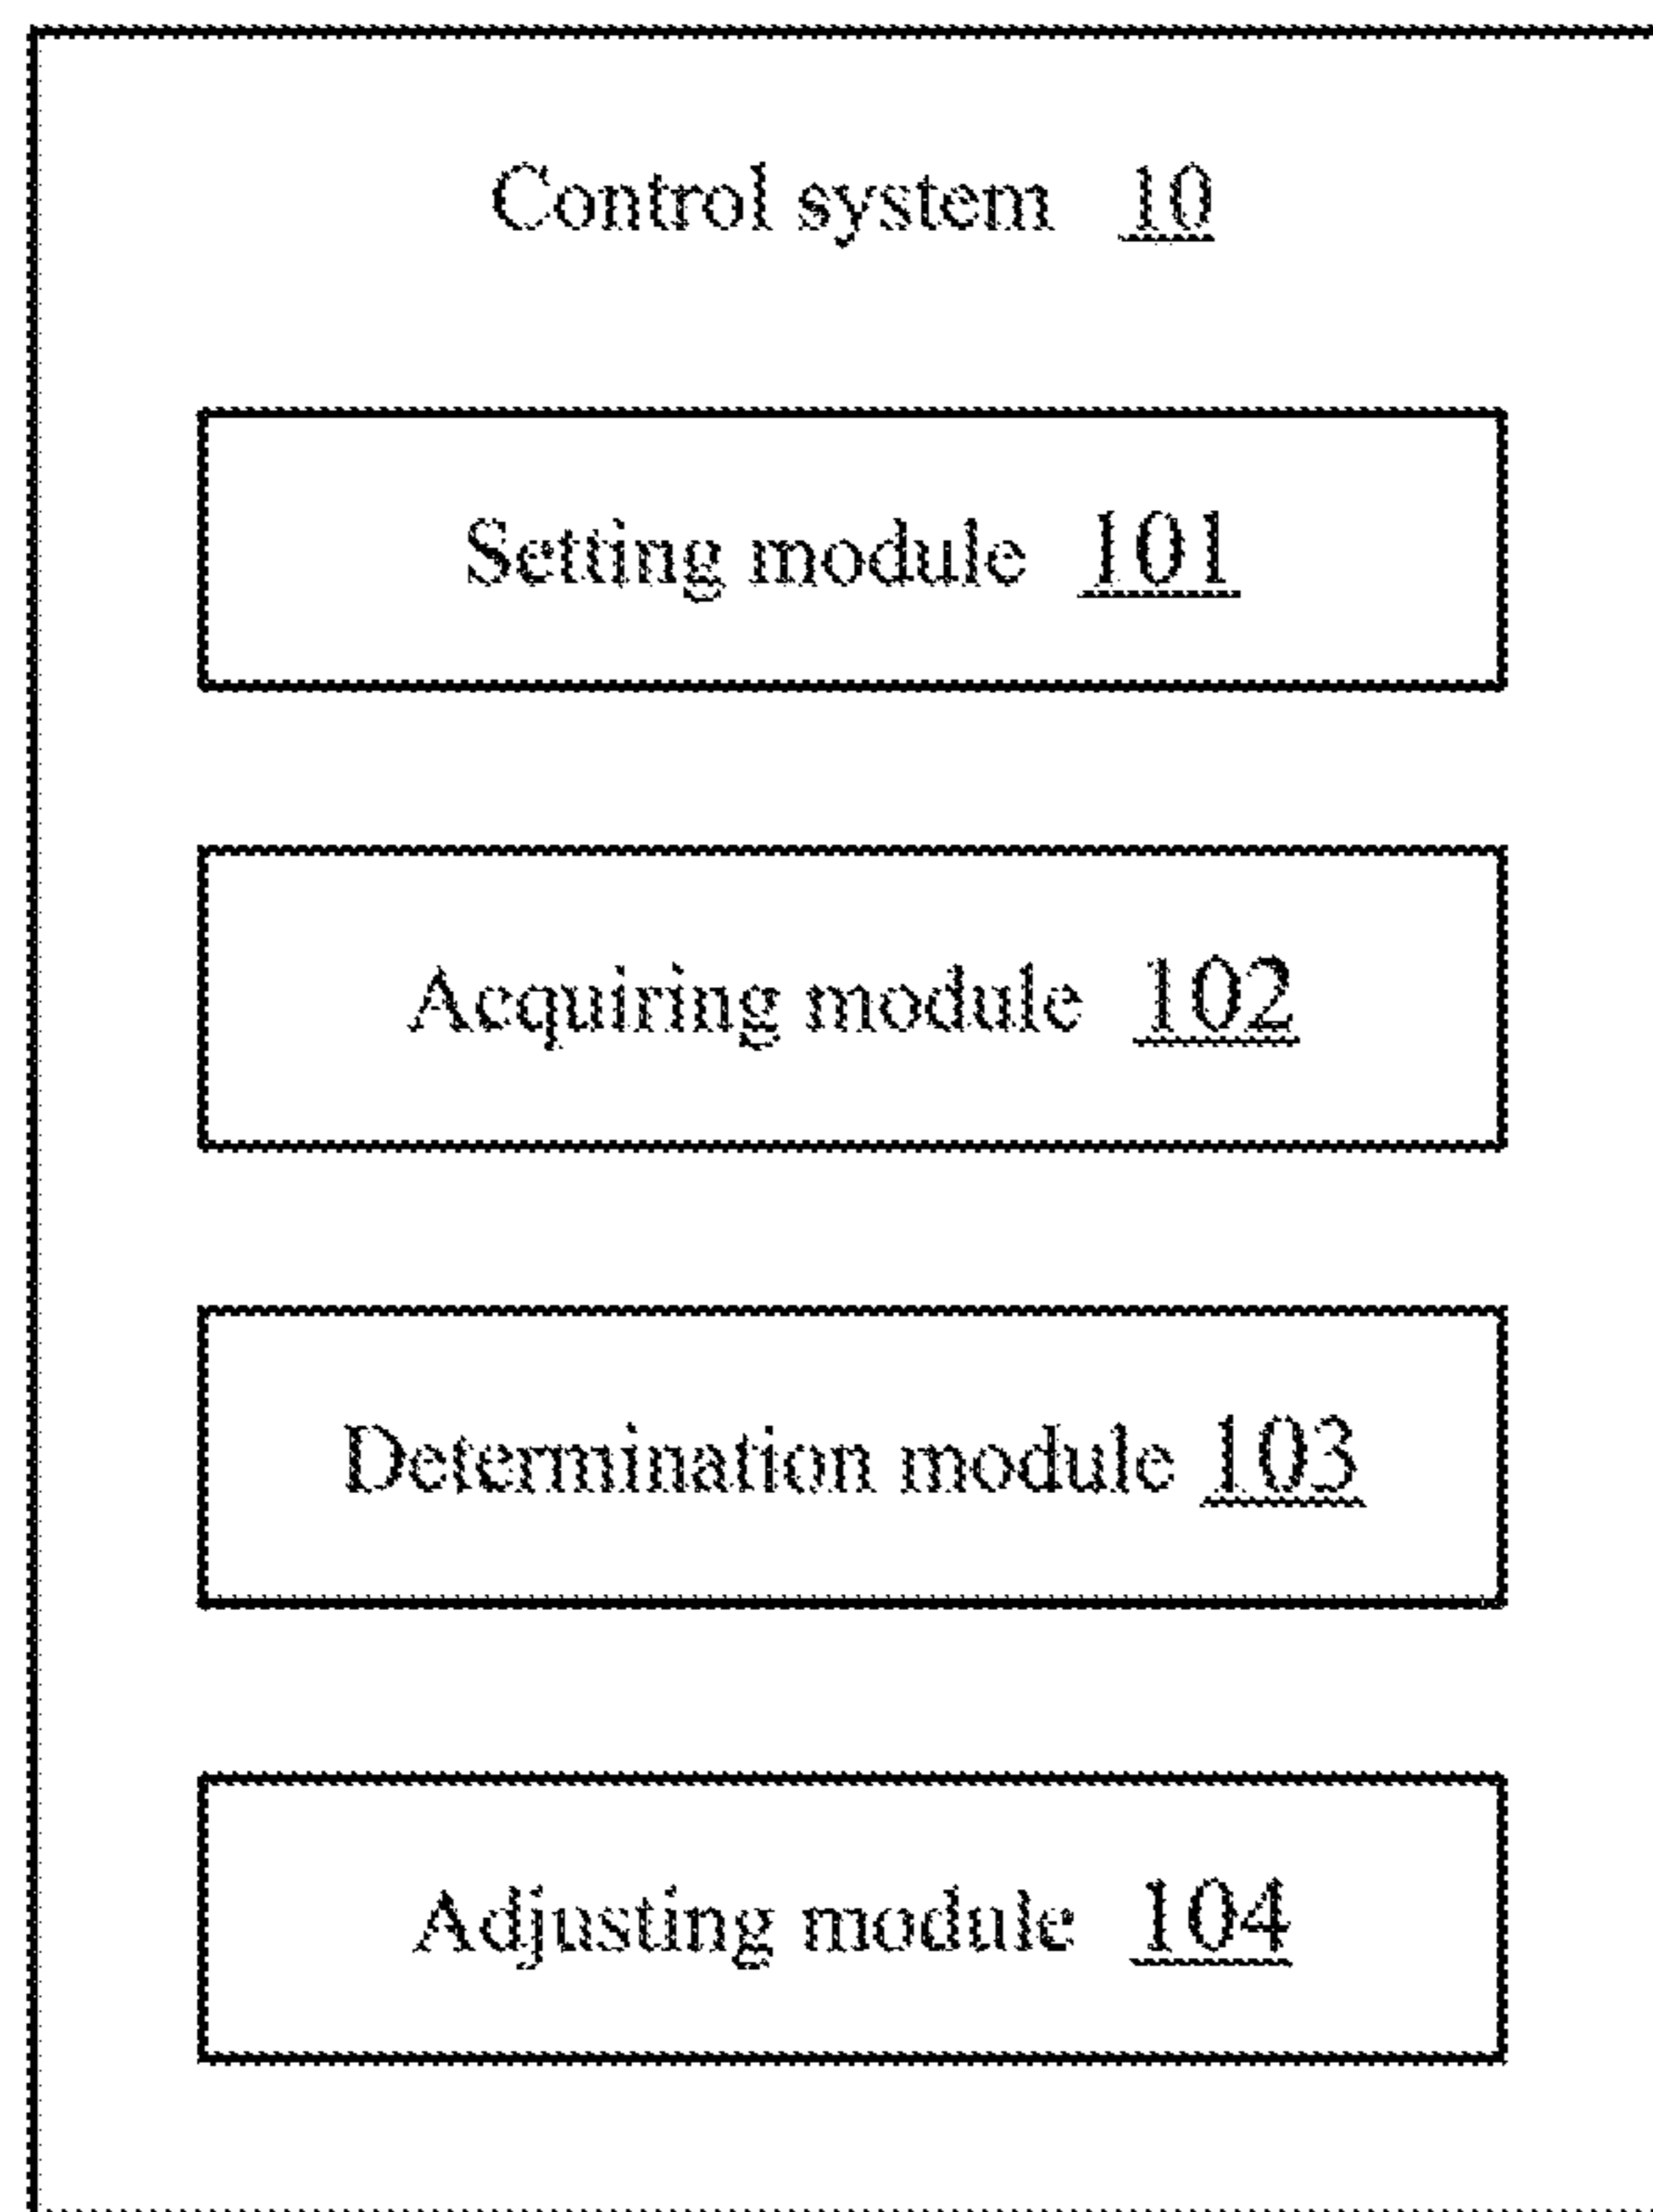 Control system 10
Setting module 101
Acquiring module 102
Determination module 103
Adjusting module 104